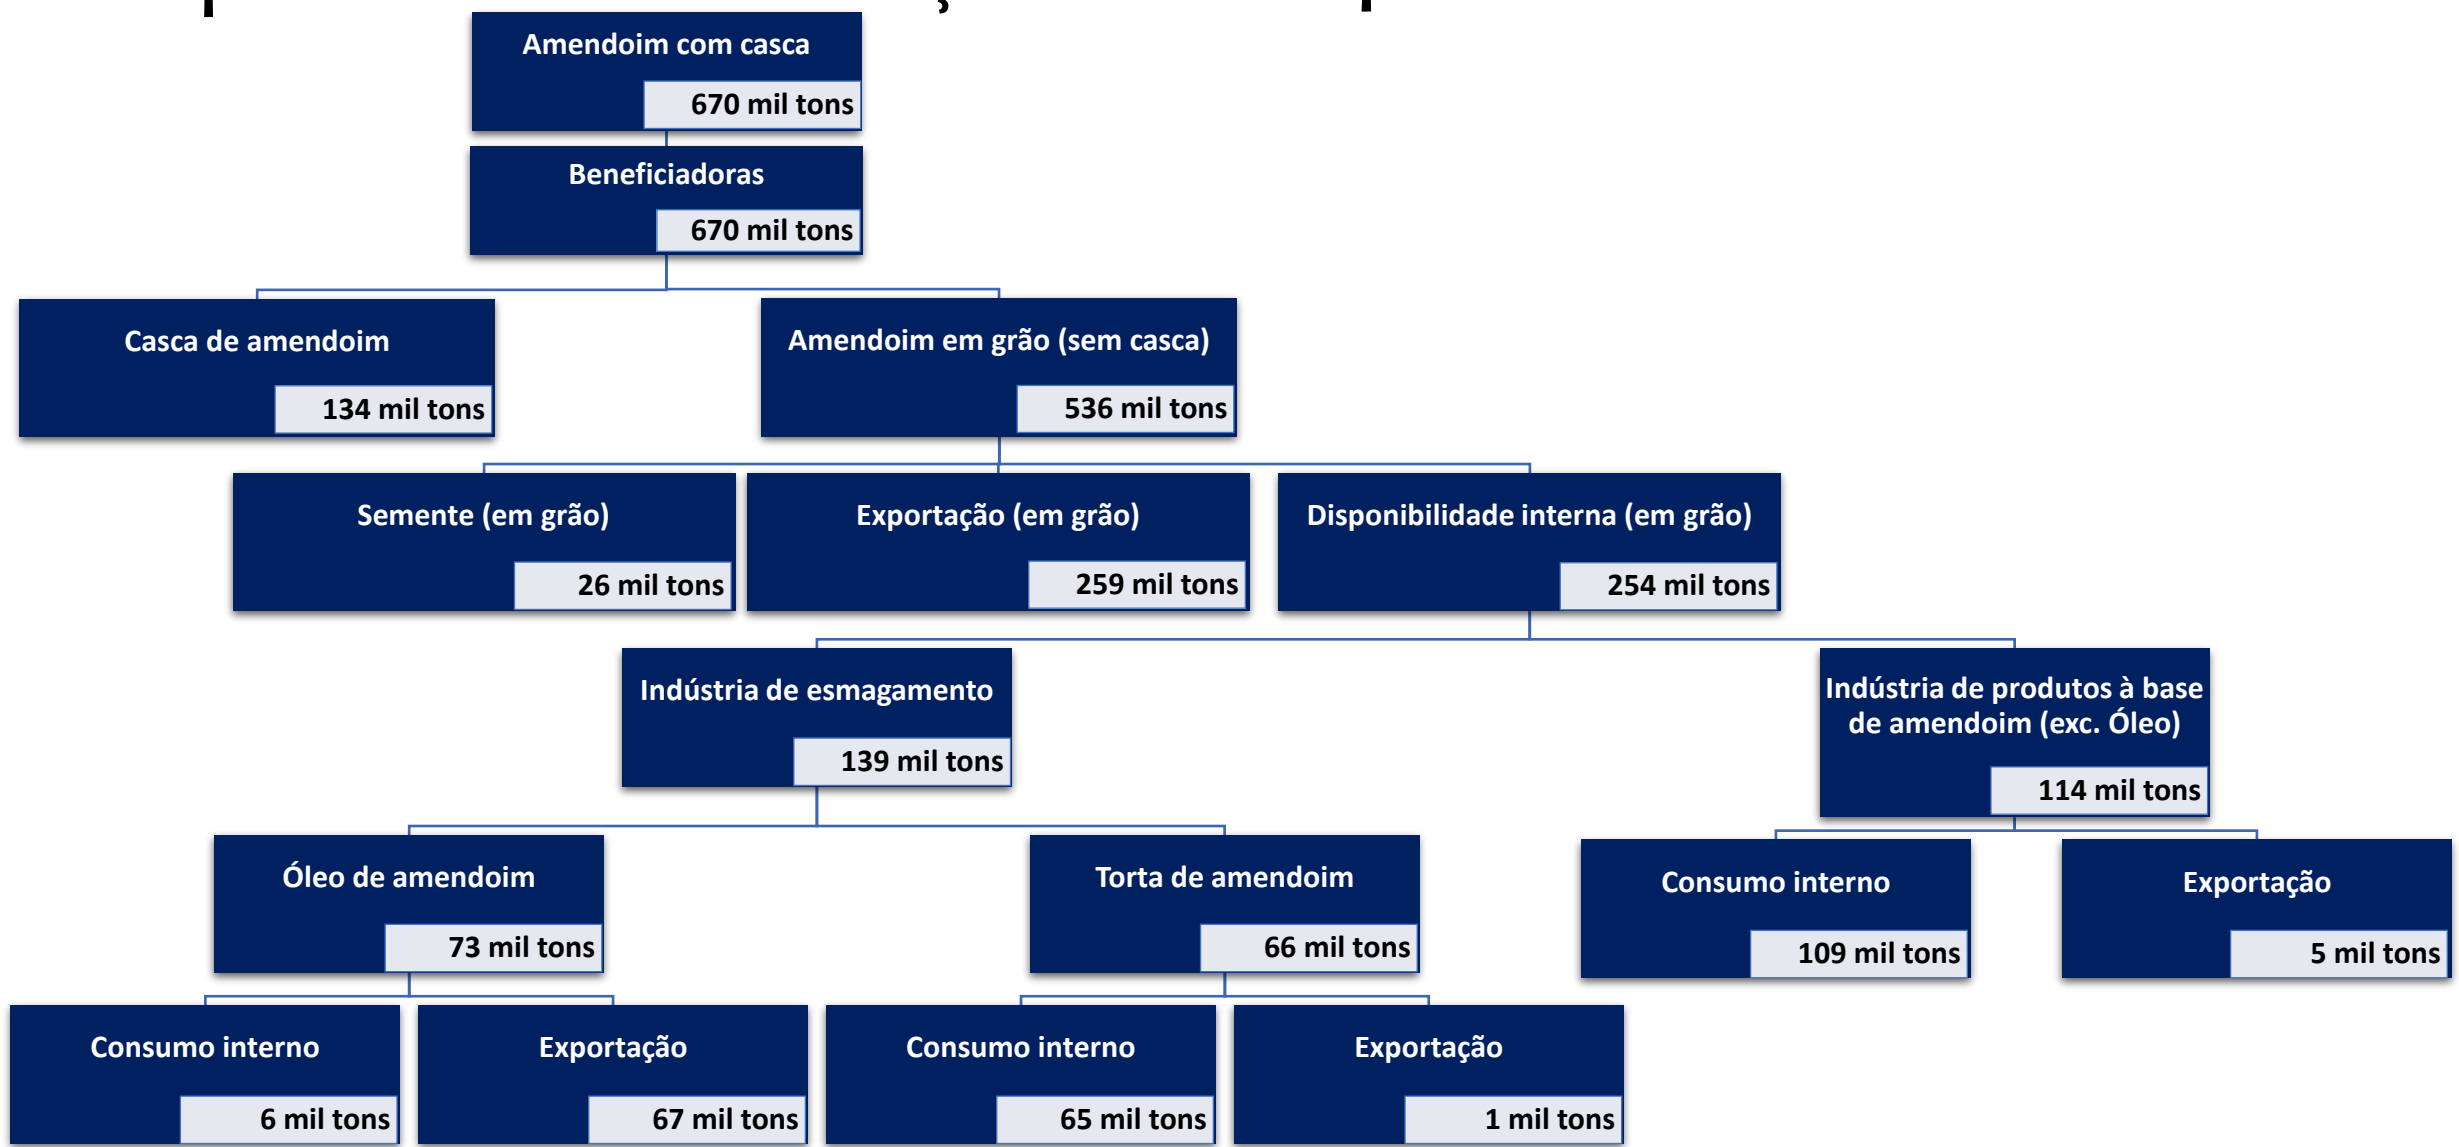 Amendoim com casca
670 mil tons
Beneficiadoras
670 mil tons
Casca de amendoim
134 mil tons
Amendoim em grão (sem casca)
536 mil tons
Semente (em grão)
26 mil tons
Exportação (em grão)
259 mil tons
Disponibilidade interna (em grão)
254 mil tons
Indústria de esmagamento
139 mil tons
Indústria de produtos à base
de amendoim (exc. Óleo)
114 mil tons
Óleo de amendoim
73 mil tons
Torta de amendoim
66 mil tons
Consumo interno
109 mil tons
Exportação
5 mil tons
Consumo interno
6 mil tons
Exportação
67 mil tons
Consumo interno
65 mil tons
Exportação
1 mil tons